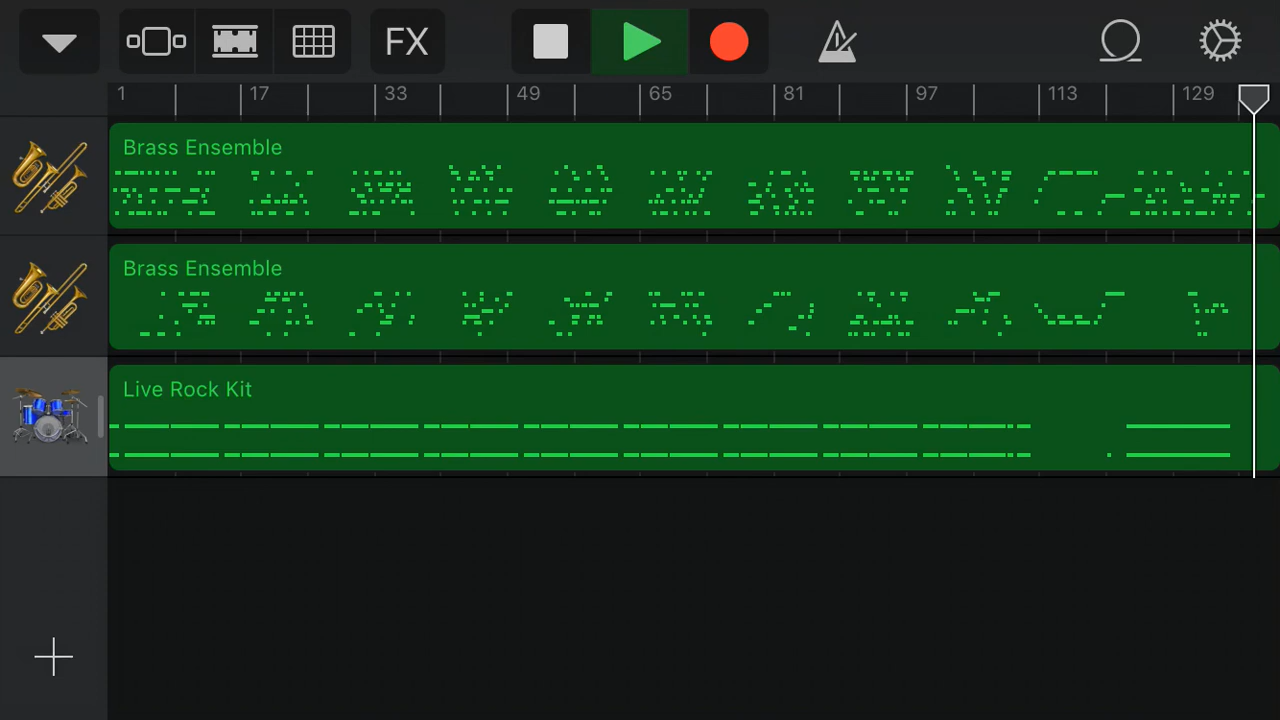 FX
1 17 33 49 65 81 97 113 129
Brass Ensemble
Brass Ensemble
Live Rock Kit